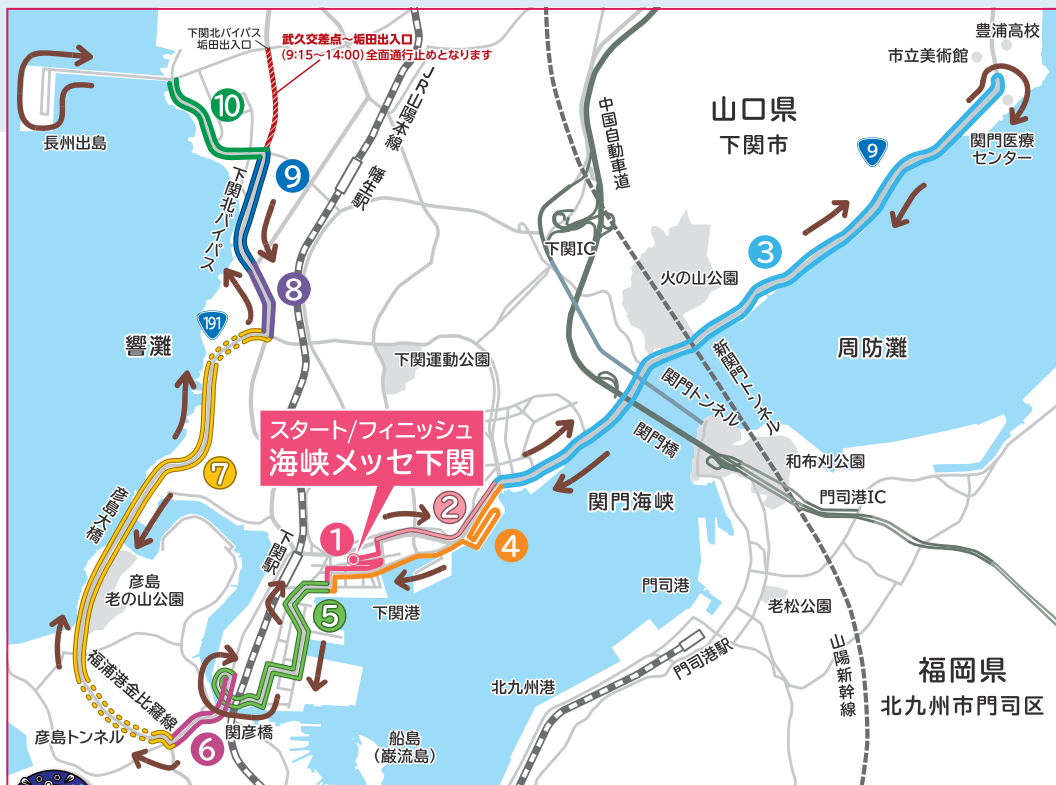 下関北バイパス
垢田出入口
武久交差点～垢田出入口
(9:15～14:00)全面通行止めとなります
豊浦高校
市立美術館
長州出島
10
JR山陽本線
中国自動車道
山口県
下関市
9
関門医療
センター
9
幡生駅
下関北バイパス
下関IC
3
火の山公園
8
191
響灘
下関運動公園
周防灘
新関門トンネル
関門トンネル
関門橋
スタート/フィニッシュ
海峡メッセ下関
7
和布刈公園
門司港IC
関門海峡
2
1
4
彦島大橋
下関駅
彦島
老の山公園
5
下関港
門司港
老松公園
門司港駅
山陽新幹線
福岡県
北九州市門司区
福浦港金比羅線
北九州港
彦島トンネル
6
関彦橋
船島
(巌流島)